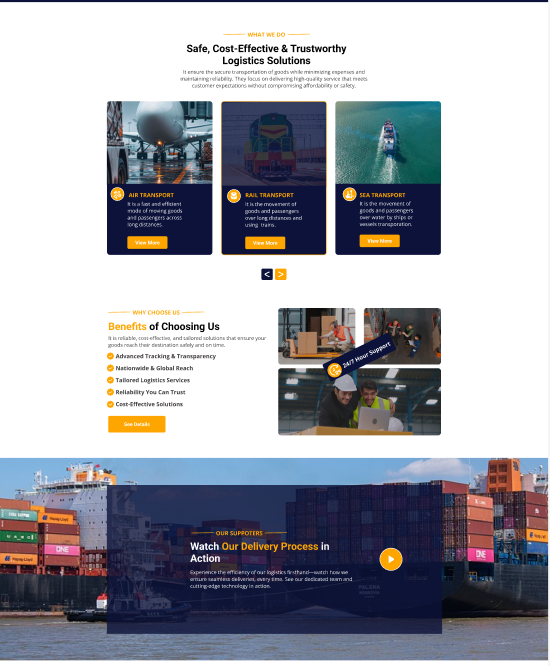 WHAT WE DO
Safe, Cost-Effective & Trustworthy
Logistics Solutions
It ensure the secure transportation of goods while minimizing expenses and
maintaining reliability. They focus on delivering high-quality service that meets
customer expectations without compromising affordability or safety.
AIR TRANSPORT
It is a fast and efficient
mode of moving goods
and passengers across
long distances.
View More
RAIL TRANSPORT
It is the movement of
goods and passengers
over long distances and
using trains.
View More
SEA TRANSPORT
It is the movement of
goods and passengers
over water by ships or
vessels transporation.
View More
< >
WHY CHOOSE US
Benefits of Choosing Us
It is reliable, cost-effective, and tailored solutions that ensure your
goods reach their destination safely and on time.
Advanced Tracking & Transparency
Nationwide & Global Reach
Tailored Logistics Services
Reliability You Can Trust
Cost-Effective Solutions
See Details
24/7 Hour Support
OUR SUPPOTERS
Watch Our Delivery Process in
Action
Experience the efficiency of our logistics firsthand—watch how we
ensure seamless deliveries, every time. See our dedicated team and
cutting-edge technology in action.
ONE
ONE